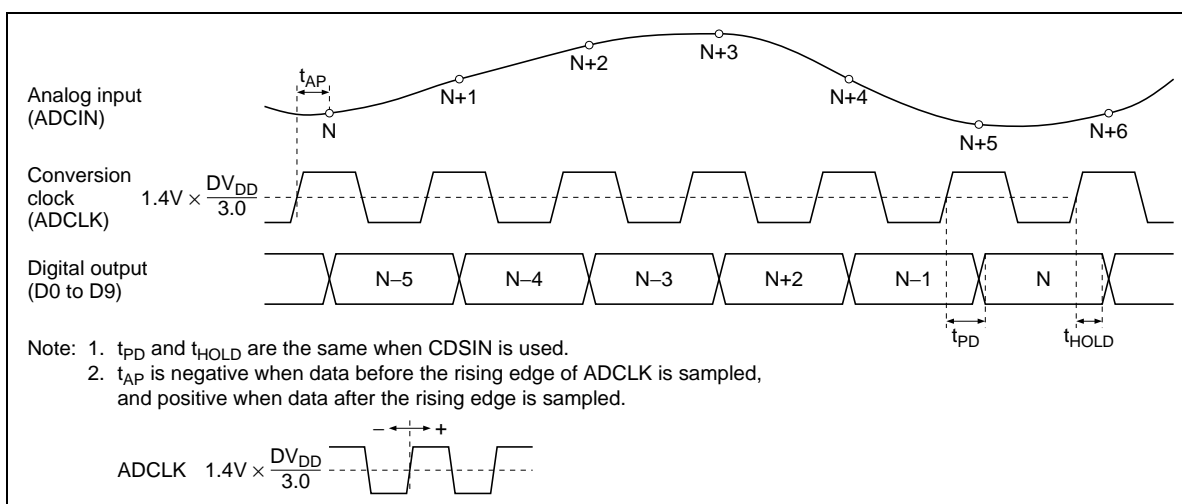 t_AP
N
N+1
N+2
N+3
N+4
N+5
N+6
Analog input
(ADCIN)
Conversion
clock
(ADCLK)
1.4V × DV_DD
3.0
Digital output
(D0 to D9)
N–5
N–4
N–3
N+2
N–1
N
t_PD
t_HOLD
Note: 1. t_PD and t_HOLD are the same when CDSIN is used.
2. t_AP is negative when data before the rising edge of ADCLK is sampled,
and positive when data after the rising edge is sampled.
– +
ADCLK 1.4V × DV_DD
3.0